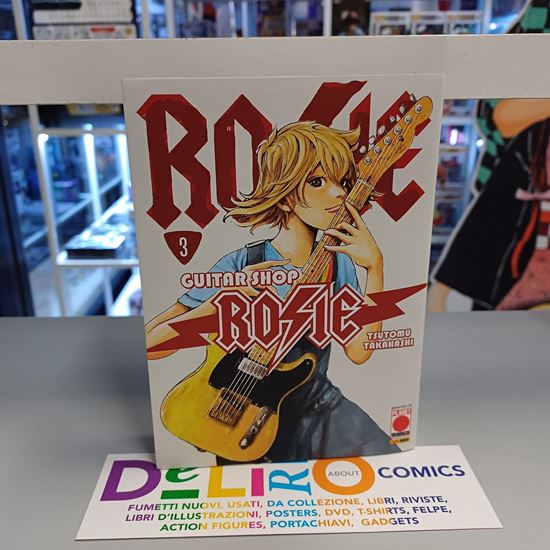 ROSIE
3
GUITAR SHOP
ROSIE
TSUTOMU
TAKAHASHI
PLANET
manga
DeLiRiO ABOUT COMICS
FUMETTI NUOVI, USATI, DA COLLEZIONE, LIBRI, RIVISTE,
LIBRI D'ILLUSTRAZIONI, POSTERS, DVD, T-SHIRTS, FELPE,
ACTION FIGURES, PORTACHIAVI, GADGETS